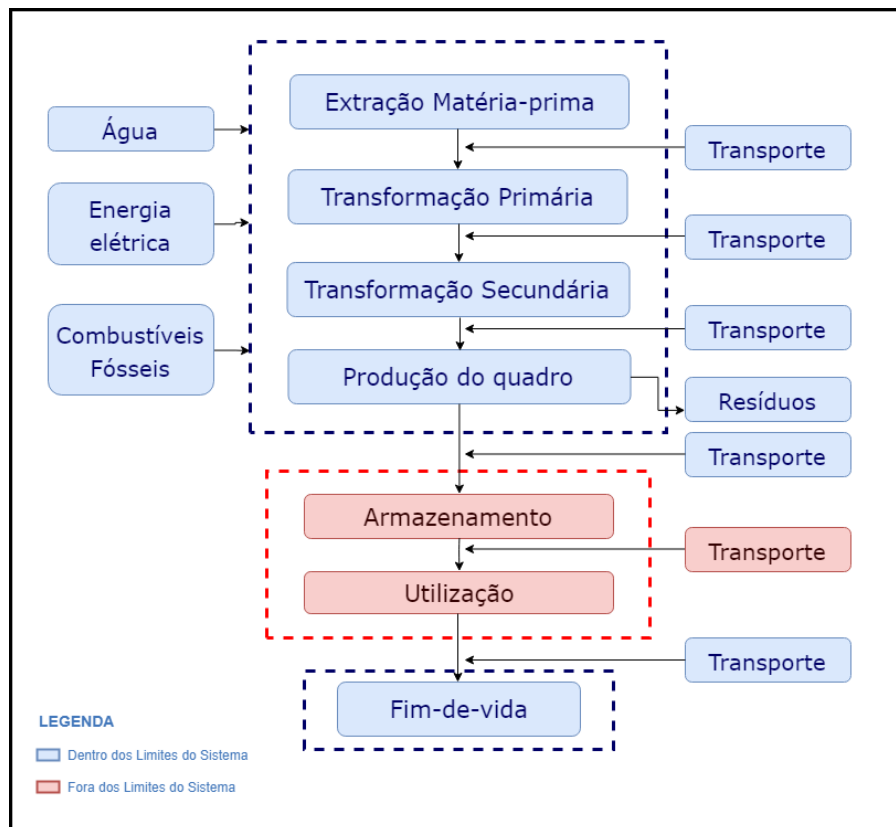 Extração Matéria-prima
Água
Transporte
Energia
elétrica
Transformação Primária
Transporte
Transformação Secundária
Combustíveis
Fósseis
Transporte
Produção do quadro
Resíduos
Transporte
Armazenamento
Transporte
Utilização
Transporte
Fim-de-vida
LEGENDA
Dentro dos Limites do Sistema
Fora dos Limites do Sistema